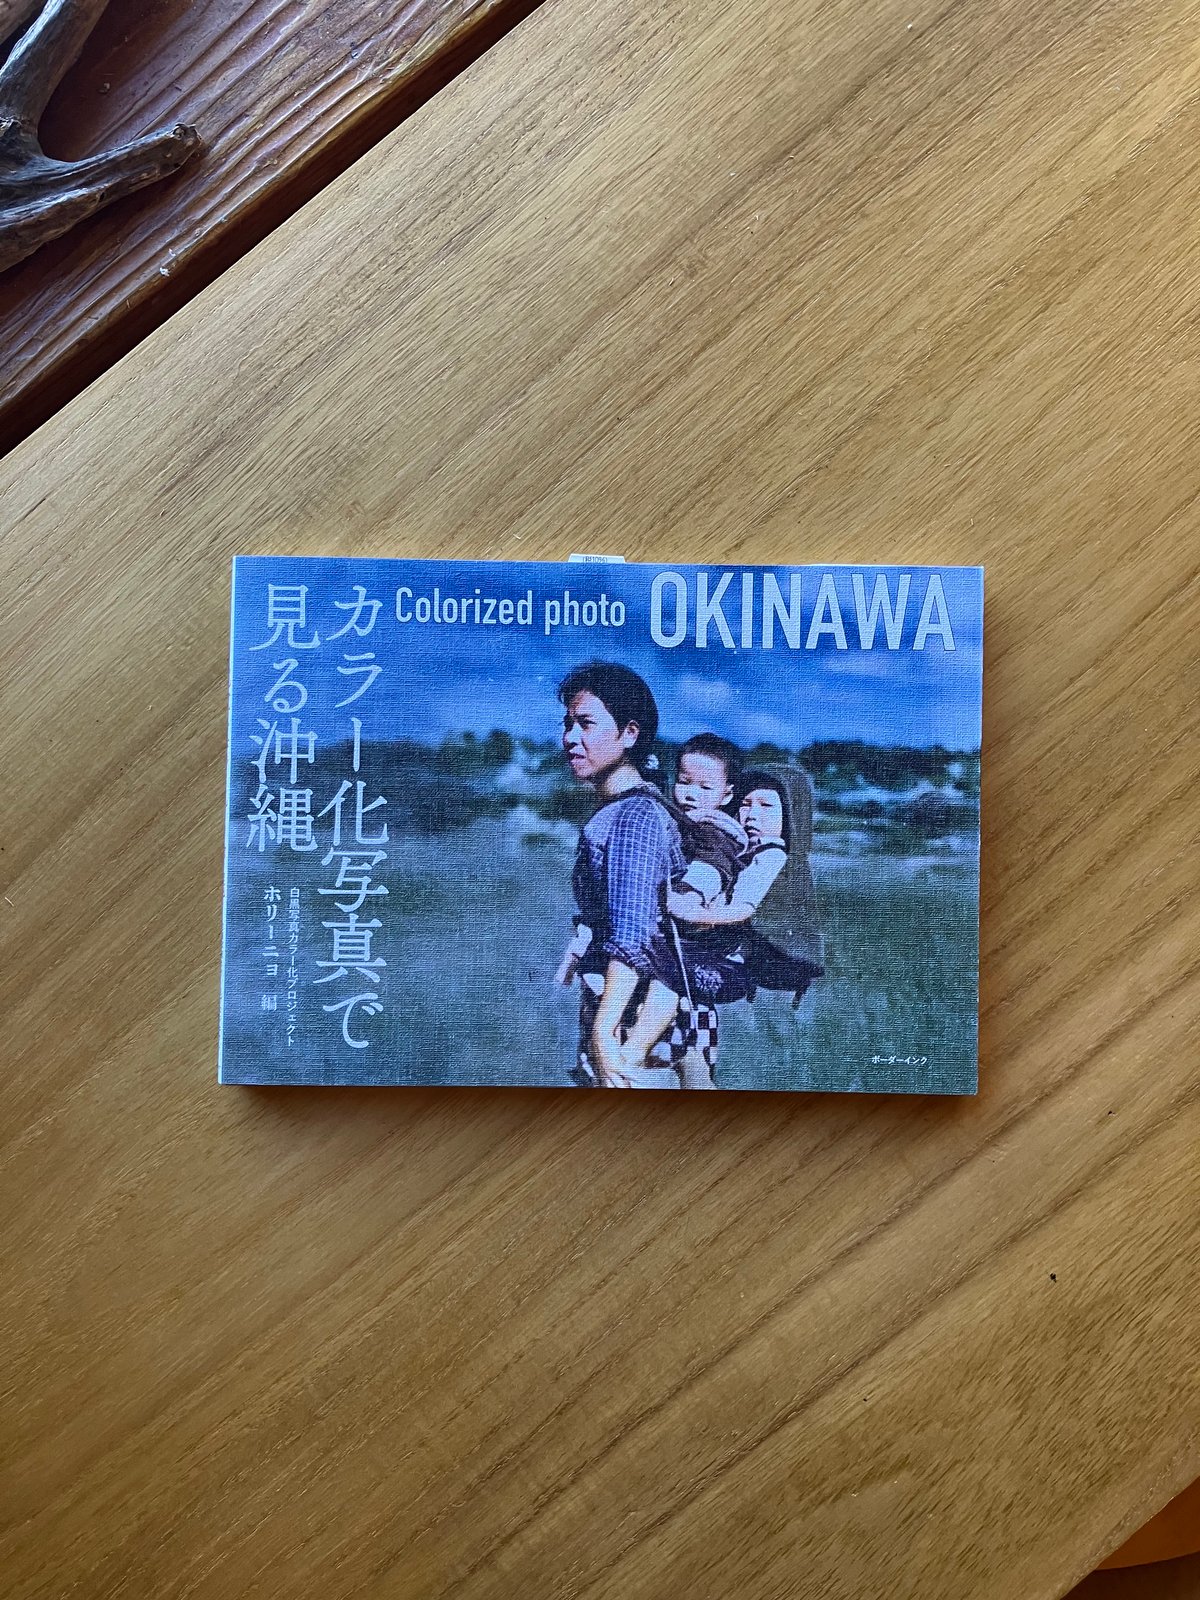 Colorized photo OKINAWA
カラー化写真で
見る沖縄
白黒写真カラー化プロジェクト
ホリーニョ 編
ボーダーインク